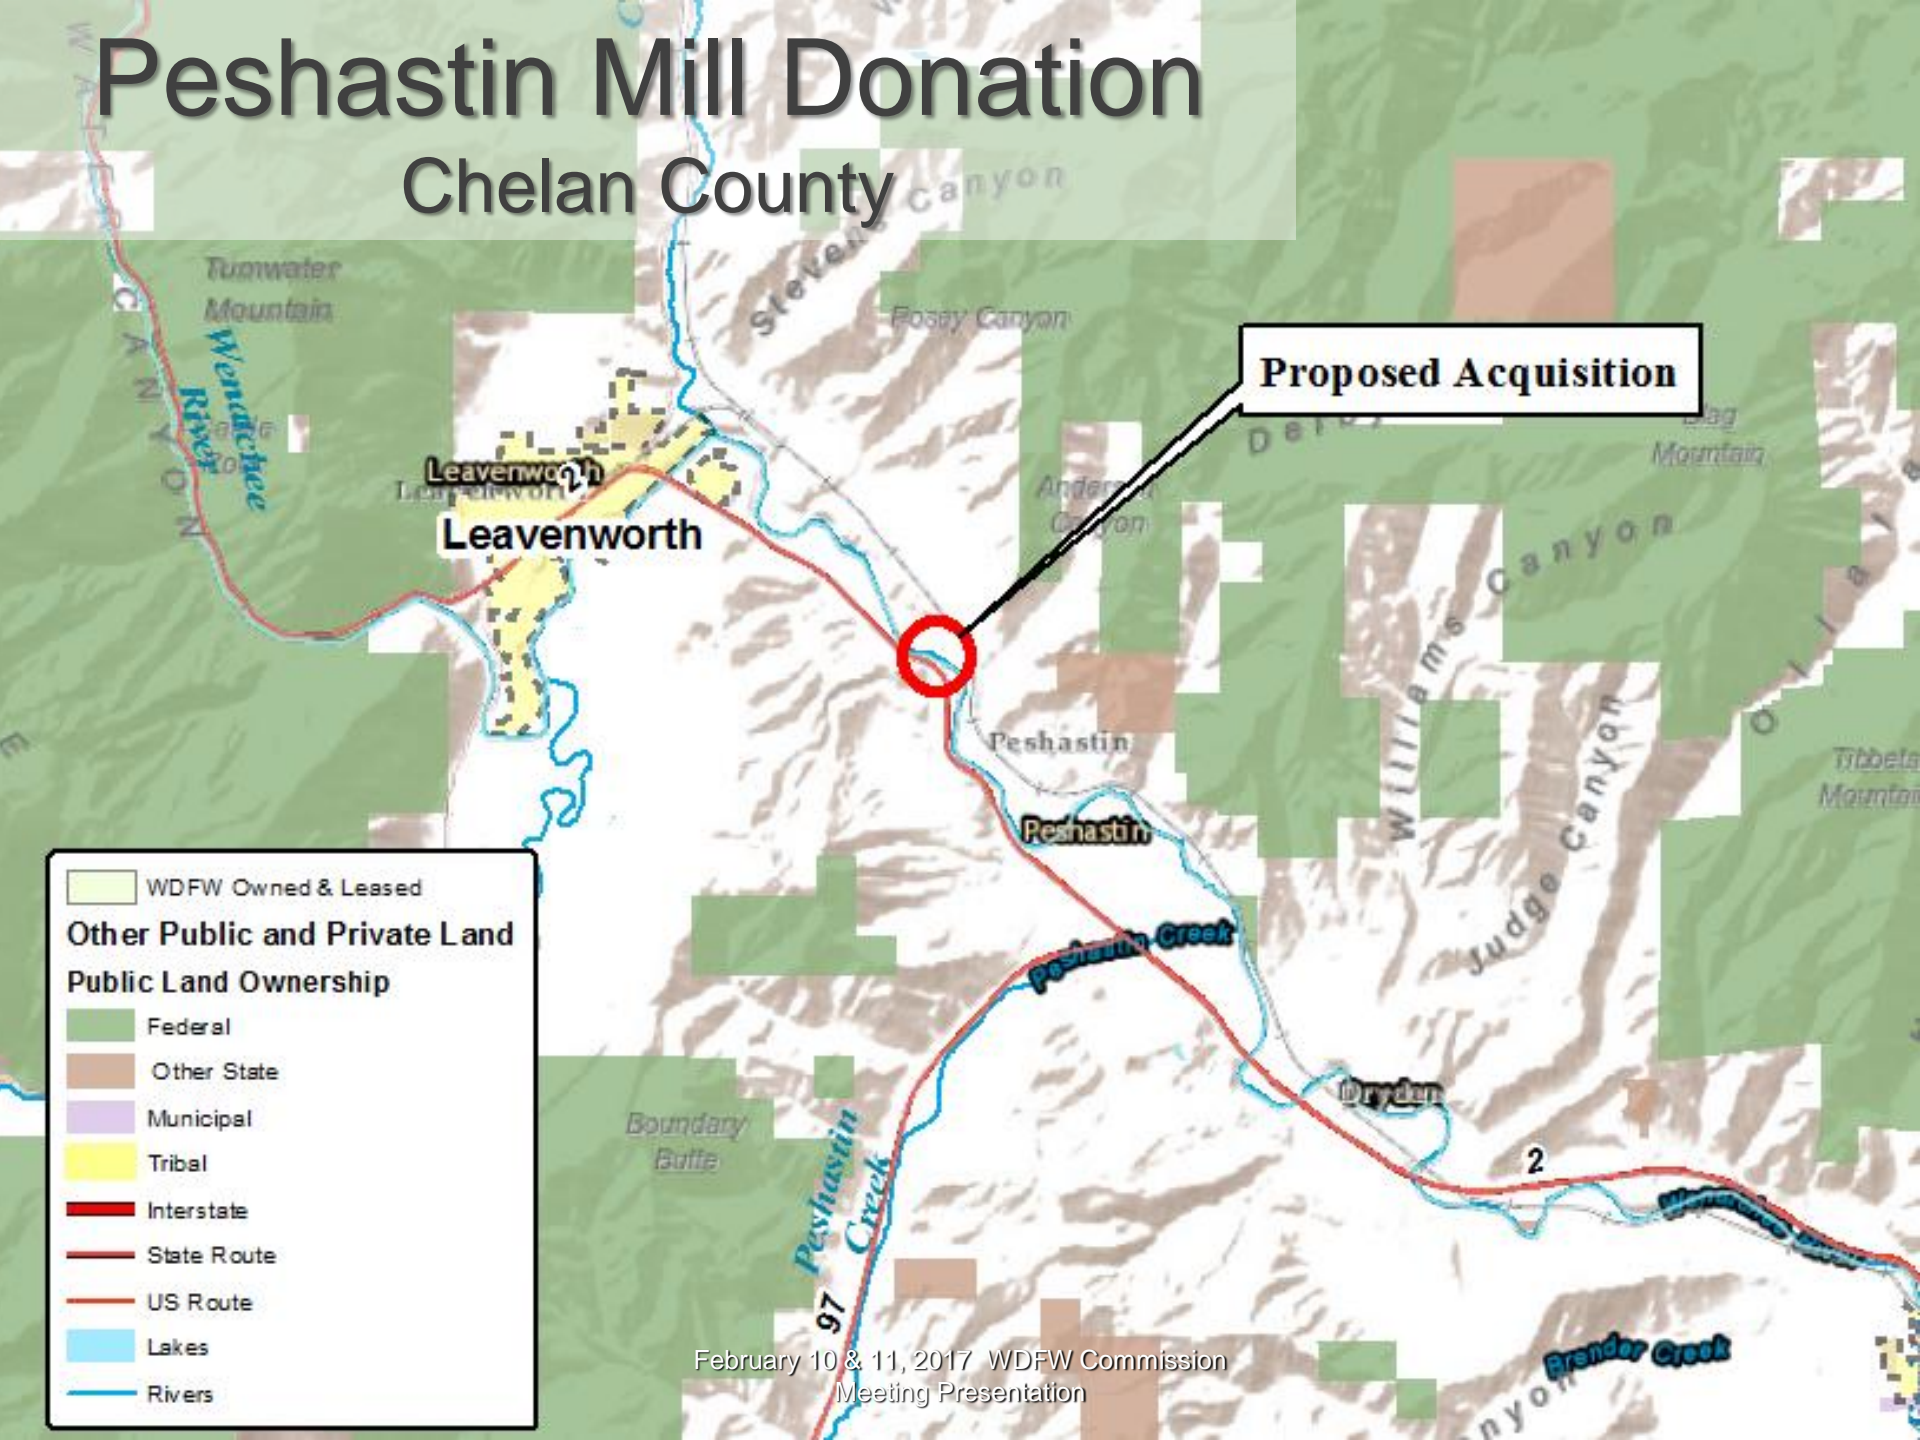 Peshastin Mill Donation
Chelan County
Canyon
Stevens
Tumwater
Mountain
Posey Canyon
CANYON
Wenatchee
River
Proposed Acquisition
Mountain
Leavenworth
2
Leavenworth
Leavenworth
Canyon
Williams
Peshastin
Peshastin
Judge Canyon
Peshastin Creek
Dryden
2
Boundary
Butte
Peshastin
Creek
97
Brender Creek
WDFW Owned & Leased
Other Public and Private Land
Public Land Ownership
Federal
Other State
Municipal
Tribal
Interstate
State Route
US Route
Lakes
Rivers
February 10 & 11, 2017 WDFW Commission
Meeting Presentation